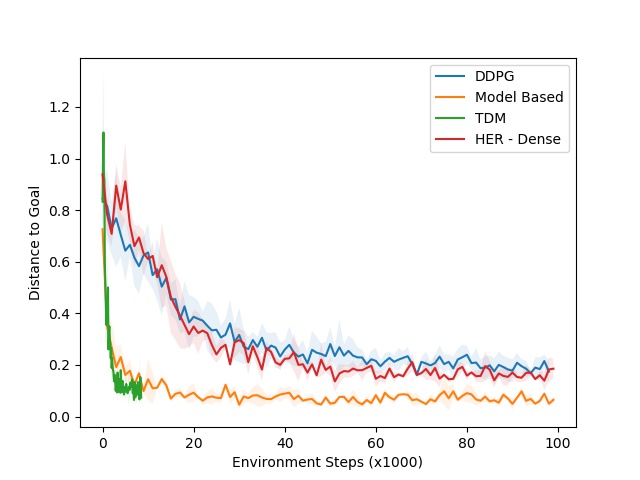 DDPG
Model Based
TDM
HER - Dense
Distance to Goal
1.2
1.0
0.8
0.6
0.4
0.2
0.0
0 20 40 60 80 100
Environment Steps (x1000)